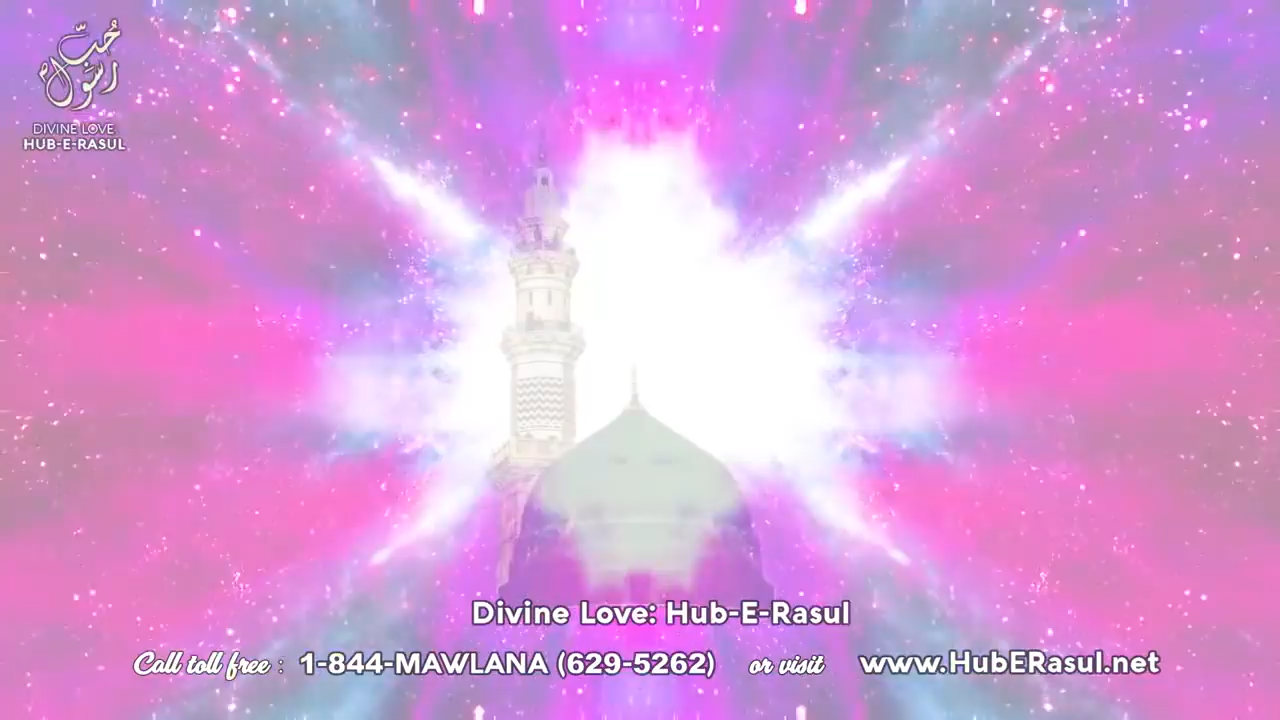 حُبّ
الرسول
DIVINE LOVE
HUB-E-RASUL
Divine Love: Hub-E-Rasul
Call toll free : 1-844-MAWLANA (629-5262) or visit www.HubERasul.net